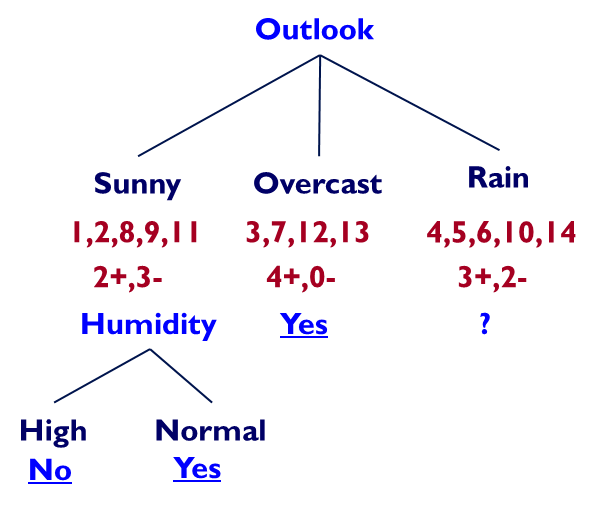 Outlook
Sunny Overcast Rain
1,2,8,9,11 3,7,12,13 4,5,6,10,14
2+,3- 4+,0- 3+,2-
Humidity Yes ?
High Normal
No Yes